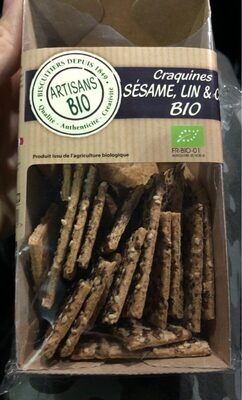 BISCUITIERS DEPUIS 1840
ARTISANS
BIO
Qualité - Authenticité - Créativité
Craquines
SÉSAME, LIN &
BIO
Produit issu de l'agriculture biologique
FR-BIO-01